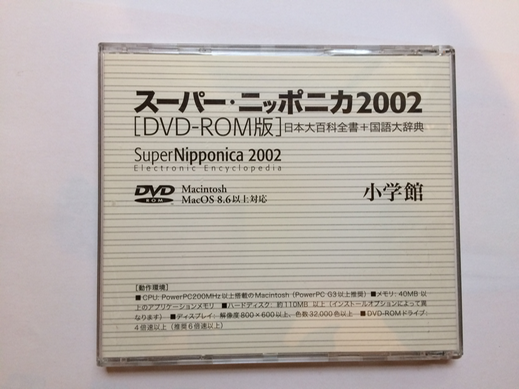 スーパー・ニッポニカ2002
[DVD-ROM版]日本大百科全書+国語大辞典
SuperNipponica 2002
Electronic Encyclopedia
DVD
ROM
Macintosh
MacOS 8.6以上対応
小学館
[動作環境]
■CPU: PowerPC200MHz以上搭載のMacintosh(PowerPC G3以上推奨) ■メモリ: 40MB以
上のアプリケーションメモリ ■ハードディスク: 約110MB以上(インストールオプションによって異
なります) ■ディスプレイ: 解像度800×600以上、色数32,000色以上 ■DVD-ROMドライブ:
4倍速以上(推奨6倍速以上)